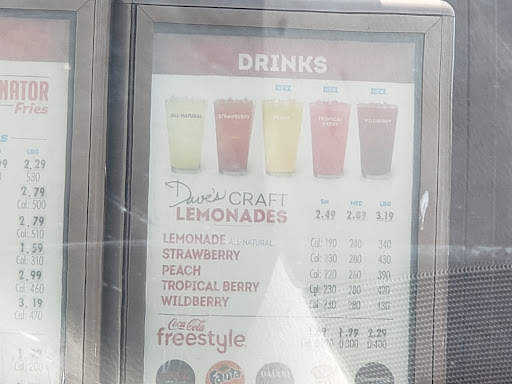 NATOR
Fries
LRG
2.29
530
2.79
Cal: 500
2.79
Cal: 510
1.59
Cal: 310
2.99
Cal: 460
3.19
Cal: 470
DRINKS
NEW NEW NEW
ALL-NATURAL STRAWBERRY PEACH TROPICAL BERRY WILDBERRY
Dave's CRAFT
LEMONADES
SM MED LRG
2.49 2.89 3.19
LEMONADE ALL-NATURAL Cal: 190 240 340
STRAWBERRY 280 430
PEACH Cal: 220 260 390
TROPICAL BERRY Cal: 230 280 420
WILDBERRY 280 430
Coca-Cola
freestyle
1.79 2.29
DASANI